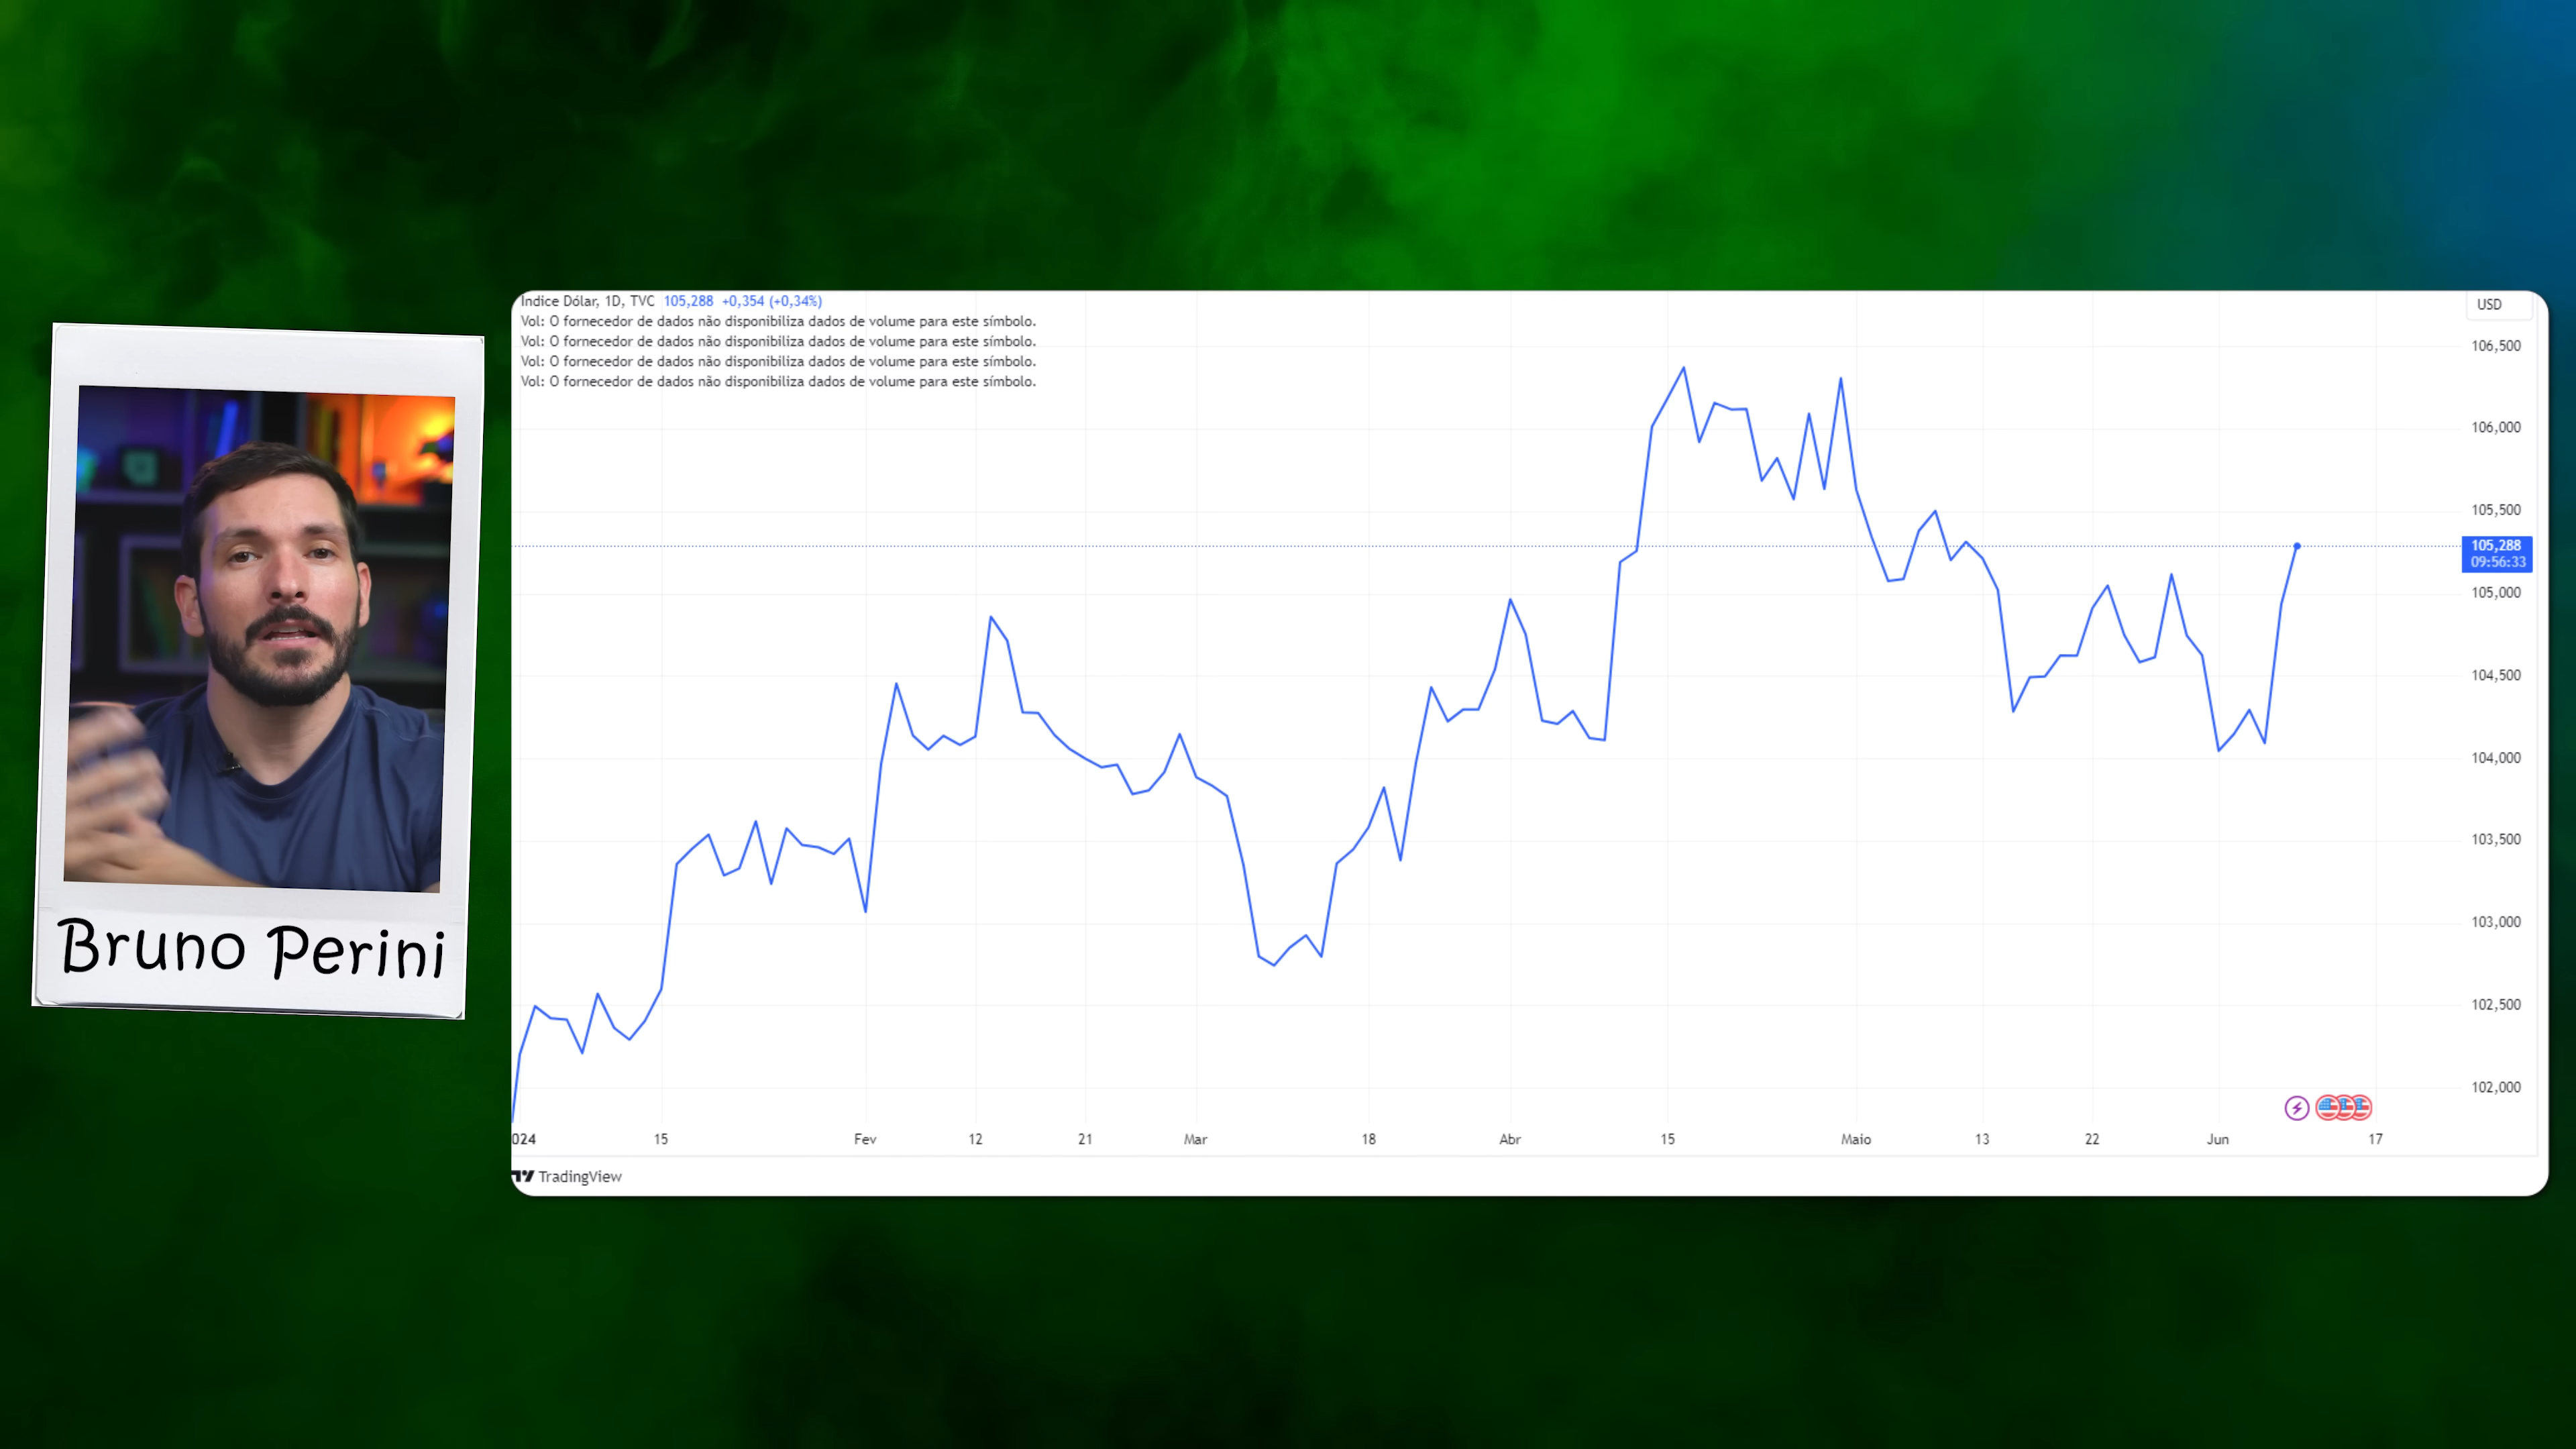 Índice Dólar, 1D, TVC 105,288 +0,354 (+0,34%)
Vol: O fornecedor de dados não disponibiliza dados de volume para este símbolo.
Vol: O fornecedor de dados não disponibiliza dados de volume para este símbolo.
Vol: O fornecedor de dados não disponibiliza dados de volume para este símbolo.
Vol: O fornecedor de dados não disponibiliza dados de volume para este símbolo.
USD
106,500
106,000
105,500
105,288
09:56:33
105,000
104,500
104,000
103,500
103,000
102,500
102,000
024 15 Fev 12 21 Mar 18 Abr 15 Maio 13 22 Jun 17
TradingView
Bruno Perini